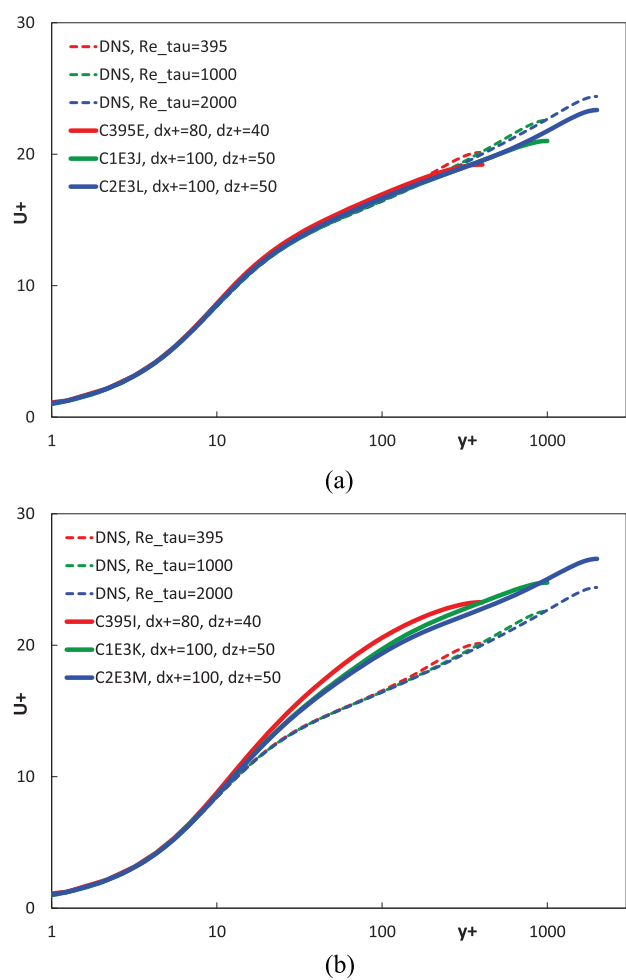 30
DNS, Re_tau=395
DNS, Re_tau=1000
DNS, Re_tau=2000
C395E, dx+=80, dz+=40
C1E3J, dx+=100, dz+=50
C2E3L, dx+=100, dz+=50
20
U+
10
0
1
10
100
y+
1000
(a)
30
DNS, Re_tau=395
DNS, Re_tau=1000
DNS, Re_tau=2000
C395I, dx+=80, dz+=40
C1E3K, dx+=100, dz+=50
C2E3M, dx+=100, dz+=50
20
U+
10
0
1
10
100
y+
1000
(b)